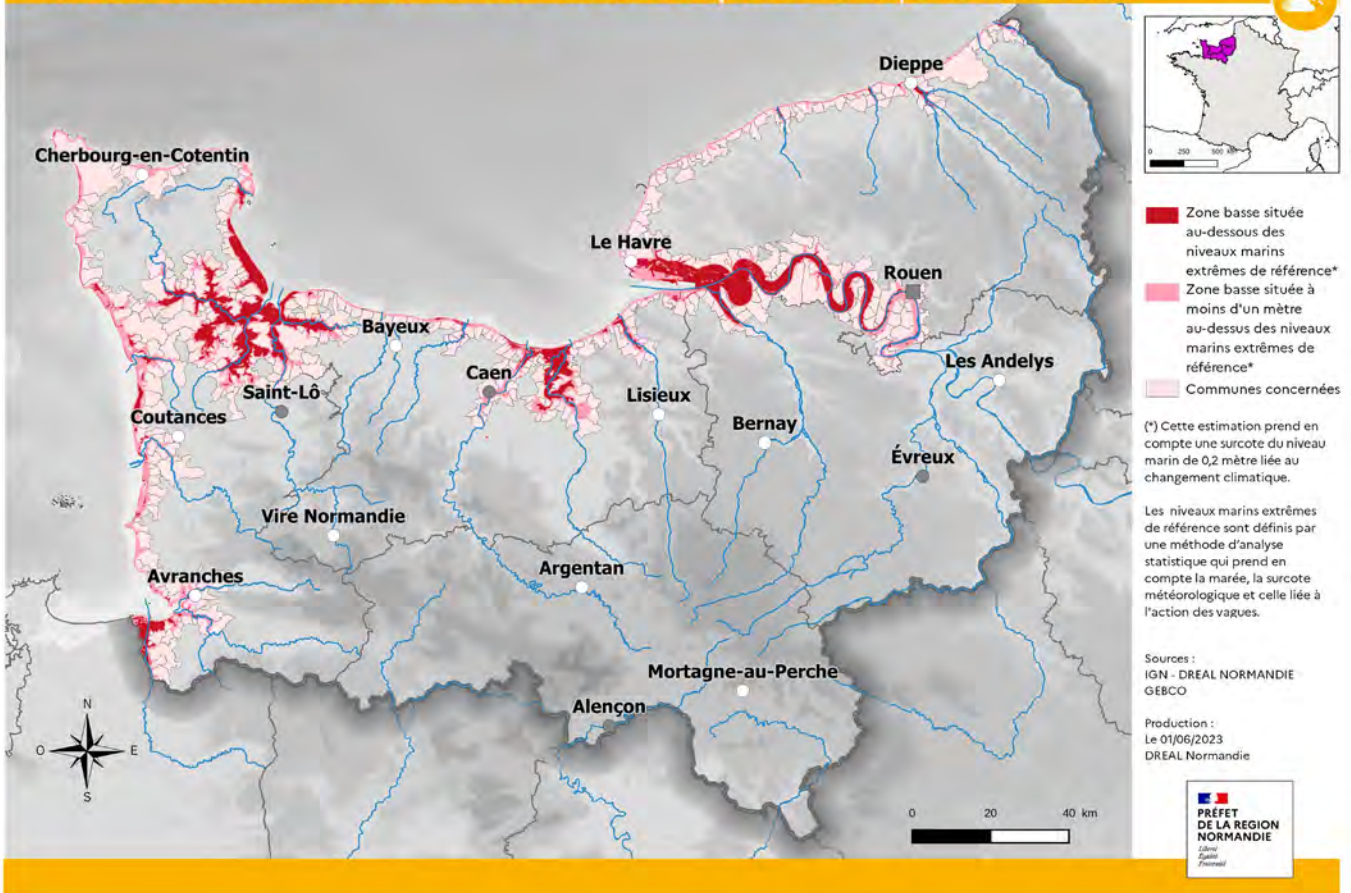 Dieppe
Cherbourg-en-Cotentin
Le Havre
Rouen
Bayeux
Caen
Les Andelys
Saint-Lô
Lisieux
Coutances
Bernay
Évreux
Vire Normandie
Argentan
Avranches
Mortagne-au-Perche
Alençon
N
O
E
S
0 20 40 km
0 250 500 km
Zone basse située
au-dessous des
niveaux marins
extrêmes de référence*
Zone basse située à
moins d'un mètre
au-dessus des niveaux
marins extrêmes de
référence*
Communes concernées
(*) Cette estimation prend en
compte une surcote du niveau
marin de 0,2 mètre liée au
changement climatique.
Les niveaux marins extrêmes
de référence sont définis par
une méthode d'analyse
statistique qui prend en
compte la marée, la surcote
météorologique et celle liée à
l'action des vagues.
Sources :
IGN - DREAL NORMANDIE
GEBCO
Production :
Le 01/06/2023
DREAL Normandie
PRÉFET
DE LA REGION
NORMANDIE
Liberté
Égalité
Fraternité